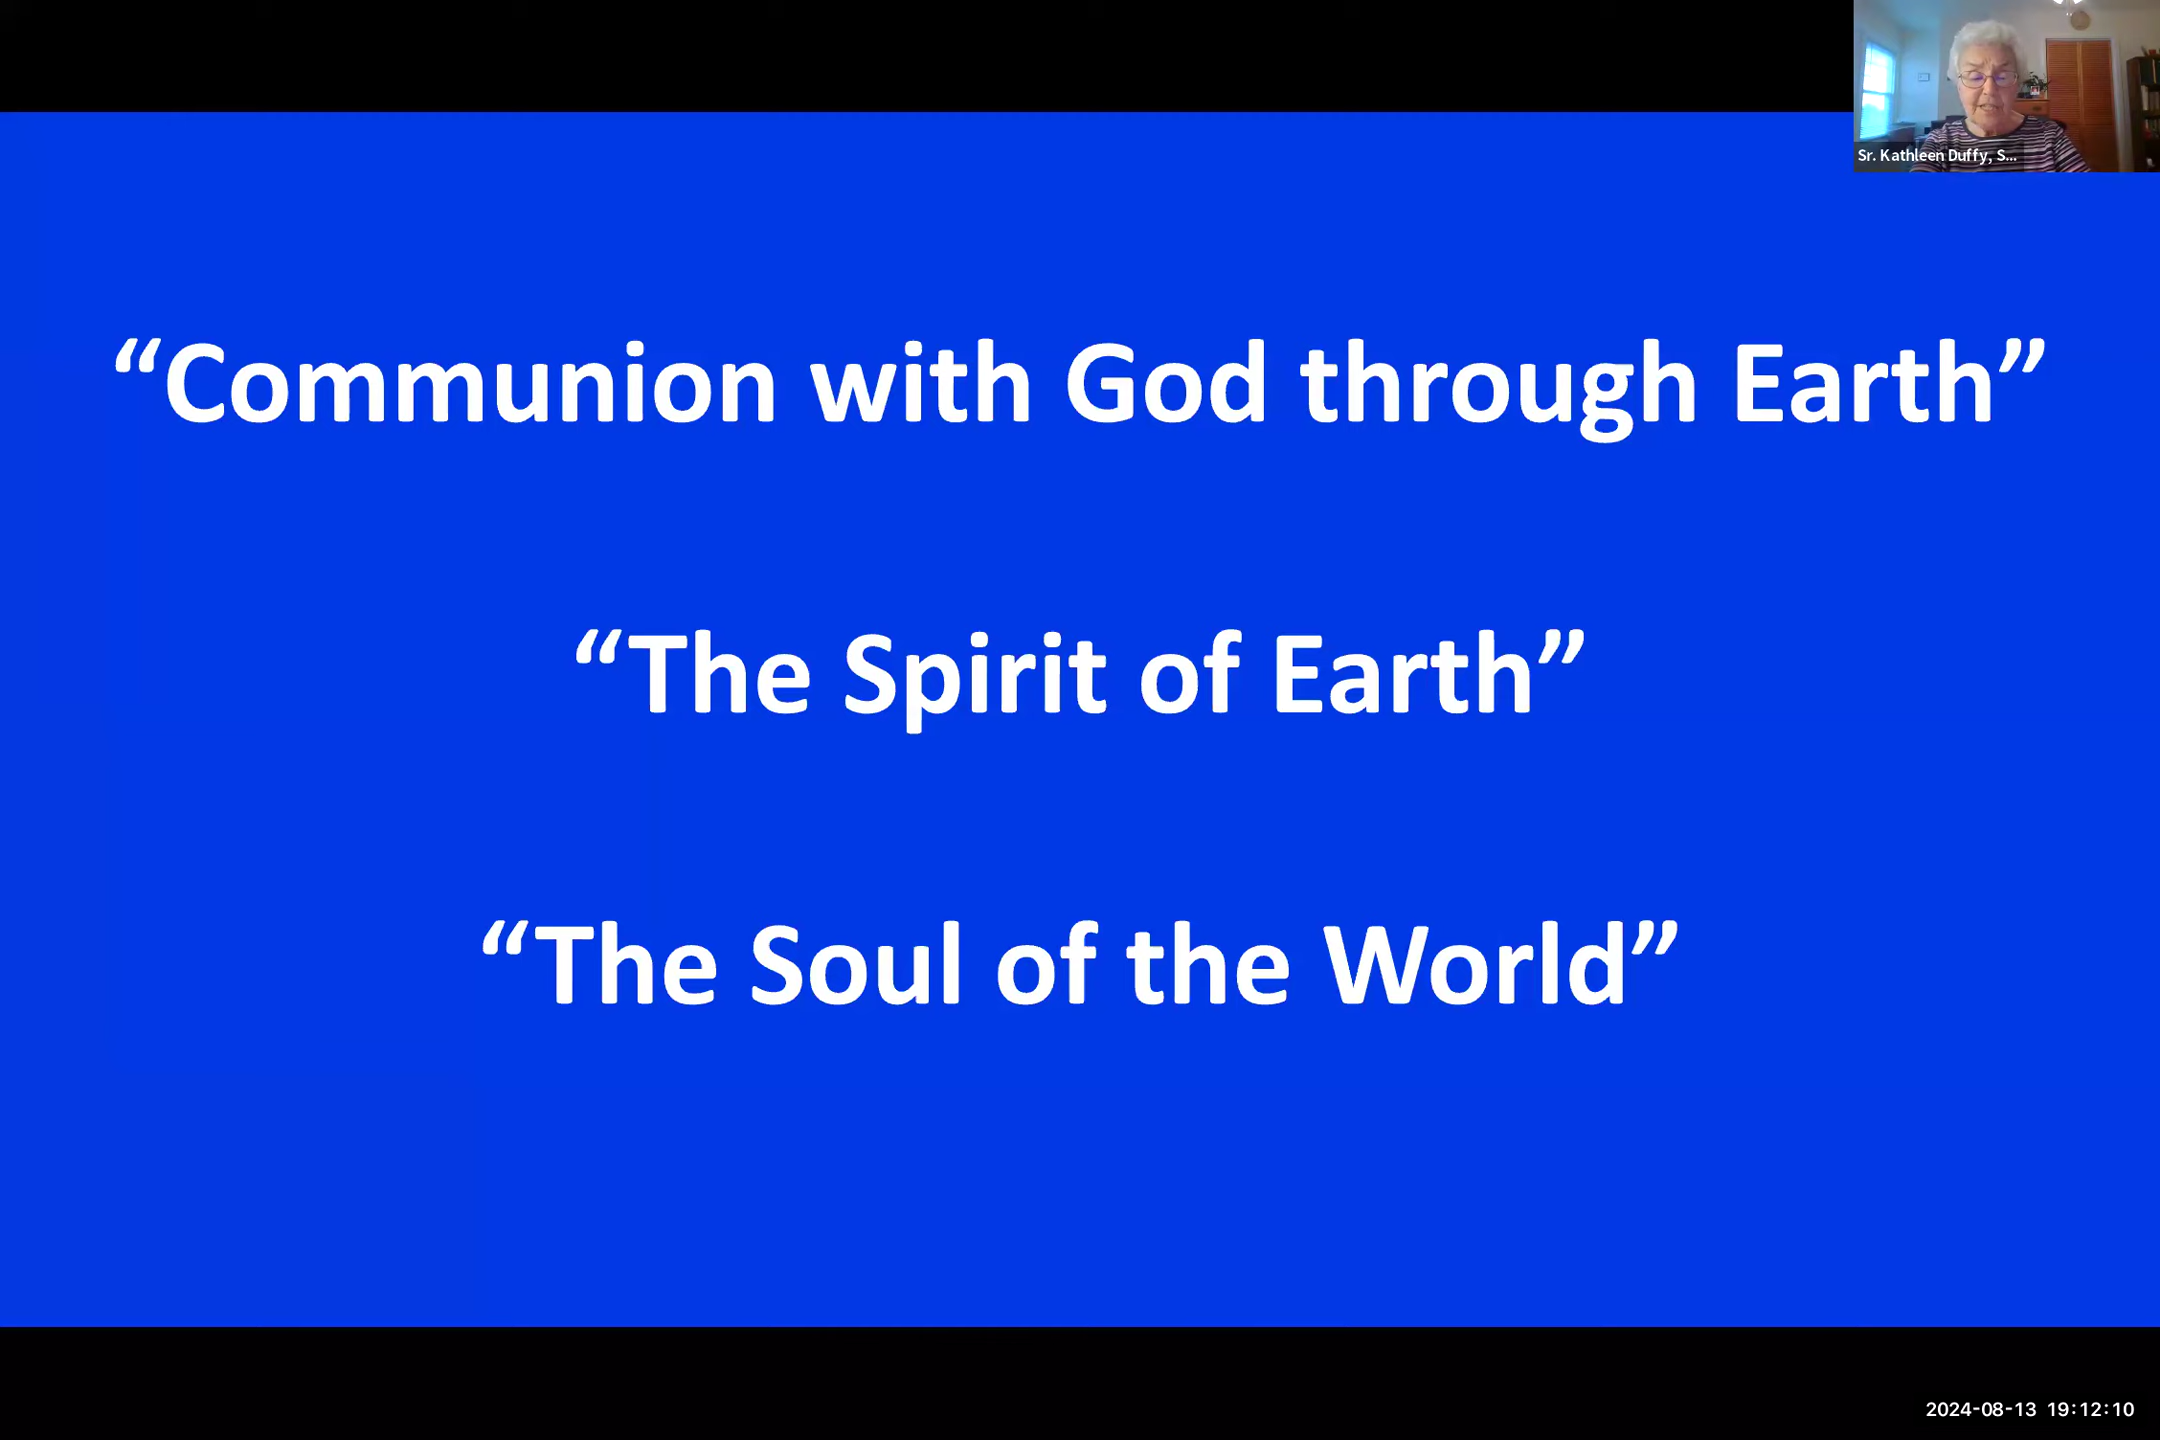 Sr. Kathleen Duffy, S...
“Communion with God through Earth”
“The Spirit of Earth”
“The Soul of the World”
2024-08-13 19:12:10